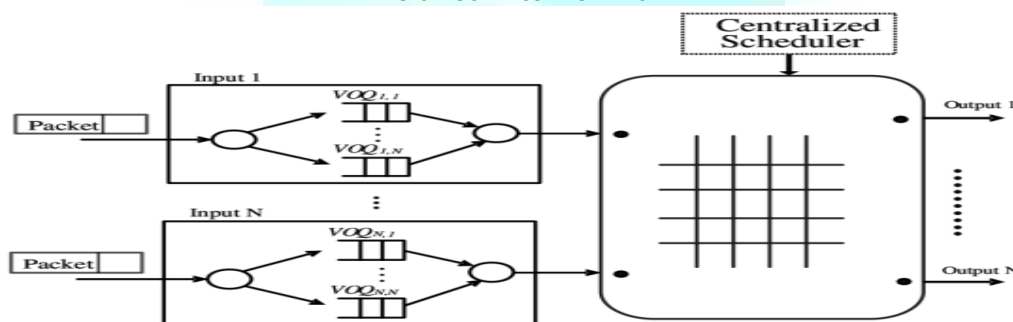 Centralized
Scheduler
Input 1
VOQ1,1
Packet
VOQ1,N
Output 1
Input N
VOQN,1
Packet
VOQN,N
Output N